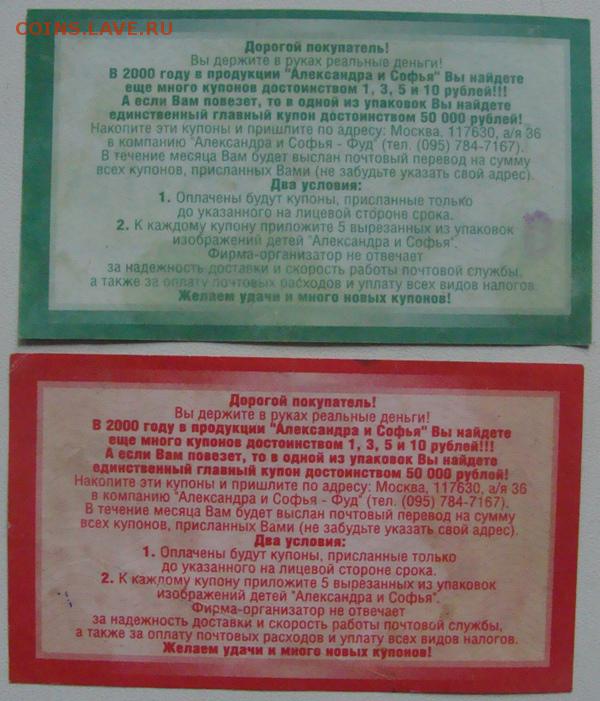 COINS.LAVE.RU
Дорогой покупатель!
Вы держите в руках реальные деньги!
В 2000 году в продукции "Александра и Софья" Вы найдете
еще много купонов достоинством 1, 3, 5 и 10 рублей!!!
А если Вам повезет, то в одной из упаковок Вы найдете
единственный главный купон достоинством 50 000 рублей!
Накопите эти купоны и пришлите по адресу: Москва, 117630, а/я 36
в компанию "Александра и Софья - Фуд" (тел. (095) 784-7167).
В течение месяца Вам будет выслан почтовый перевод на сумму
всех купонов, присланных Вами (не забудьте указать свой адрес).
Два условия:
1. Оплачены будут купоны, присланные только
до указанного на лицевой стороне срока.
2. К каждому купону приложите 5 вырезанных из упаковок
изображений детей "Александра и Софья".
Фирма-организатор не отвечает
за надежность доставки и скорость работы почтовой службы,
а также за оплату почтовых расходов и уплату всех видов налогов.
Желаем удачи и много новых купонов!
Дорогой покупатель!
Вы держите в руках реальные деньги!
В 2000 году в продукции "Александра и Софья" Вы найдете
еще много купонов достоинством 1, 3, 5 и 10 рублей!!!
А если Вам повезет, то в одной из упаковок Вы найдете
единственный главный купон достоинством 50 000 рублей!
Накопите эти купоны и пришлите по адресу: Москва, 117630, а/я 36
в компанию "Александра и Софья - Фуд" (тел. (095) 784-7167).
В течение месяца Вам будет выслан почтовый перевод на сумму
всех купонов, присланных Вами (не забудьте указать свой адрес).
Два условия:
1. Оплачены будут купоны, присланные только
до указанного на лицевой стороне срока.
2. К каждому купону приложите 5 вырезанных из упаковок
изображений детей "Александра и Софья".
Фирма-организатор не отвечает
за надежность доставки и скорость работы почтовой службы,
а также за оплату почтовых расходов и уплату всех видов налогов.
Желаем удачи и много новых купонов!